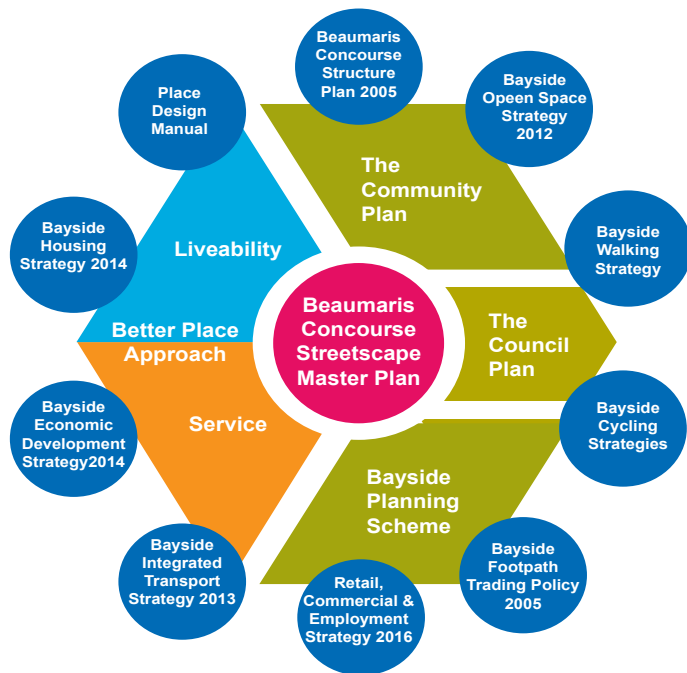 Beaumaris
Concourse
Structure
Plan 2005
Place
Design
Manual
Bayside
Opeen Space
Strategy
2012
The
Community
Plan
Bayside
Walking
Strategy
Bayside
Housing
Strategy 2014
Liveability
Better Place
Approach
Beaumaris
Concourse
Streetscape
Master Plan
The
Council
Plan
Bayside
Economic
Development
Strategy2014
Service
Bayside
Cycling
Strategies
Bayside
Planning
Scheme
Bayside
Integrated
Transport
Strategy 2013
Retail,
Commercial &
Employment
Strategy 2016
Bayside
Footpath
Trading Policy
2005